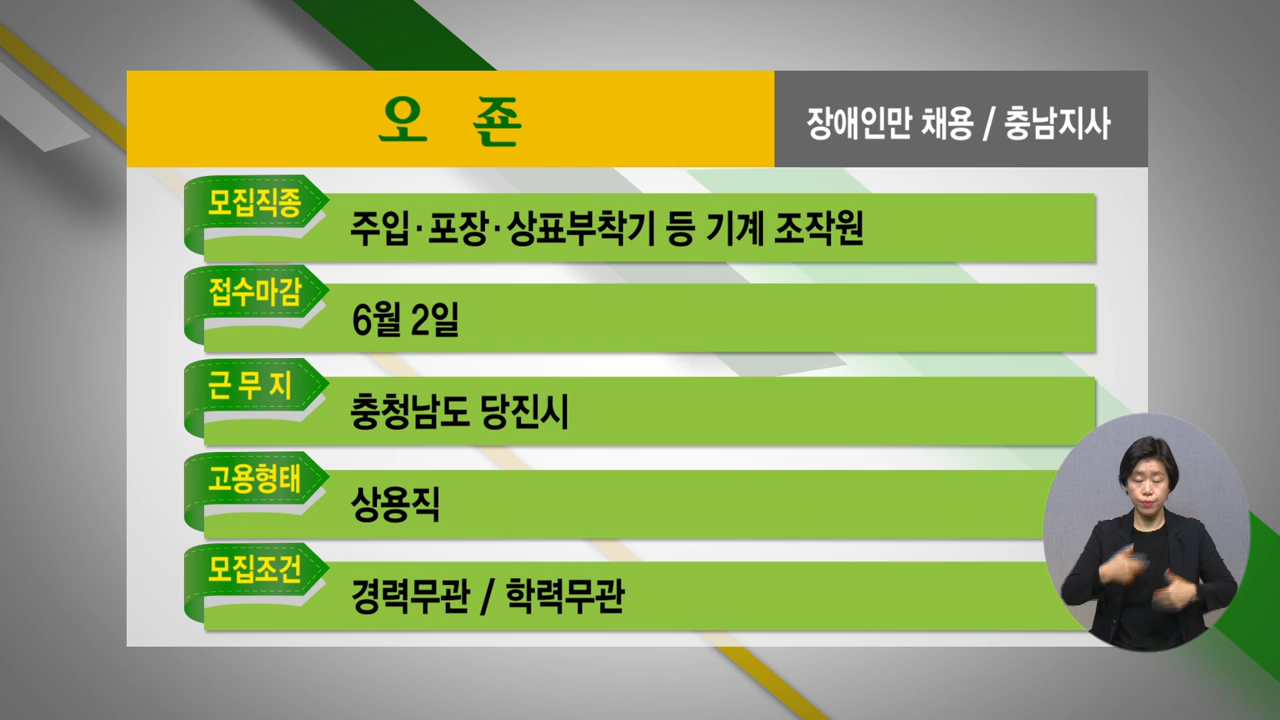 오 죤
장애인만 채용 / 충남지사
모집직종
주입·포장·상표부착기 등 기계 조작원
접수마감
6월 2일
근 무 지
충청남도 당진시
고용형태
상용직
모집조건
경력무관 / 학력무관